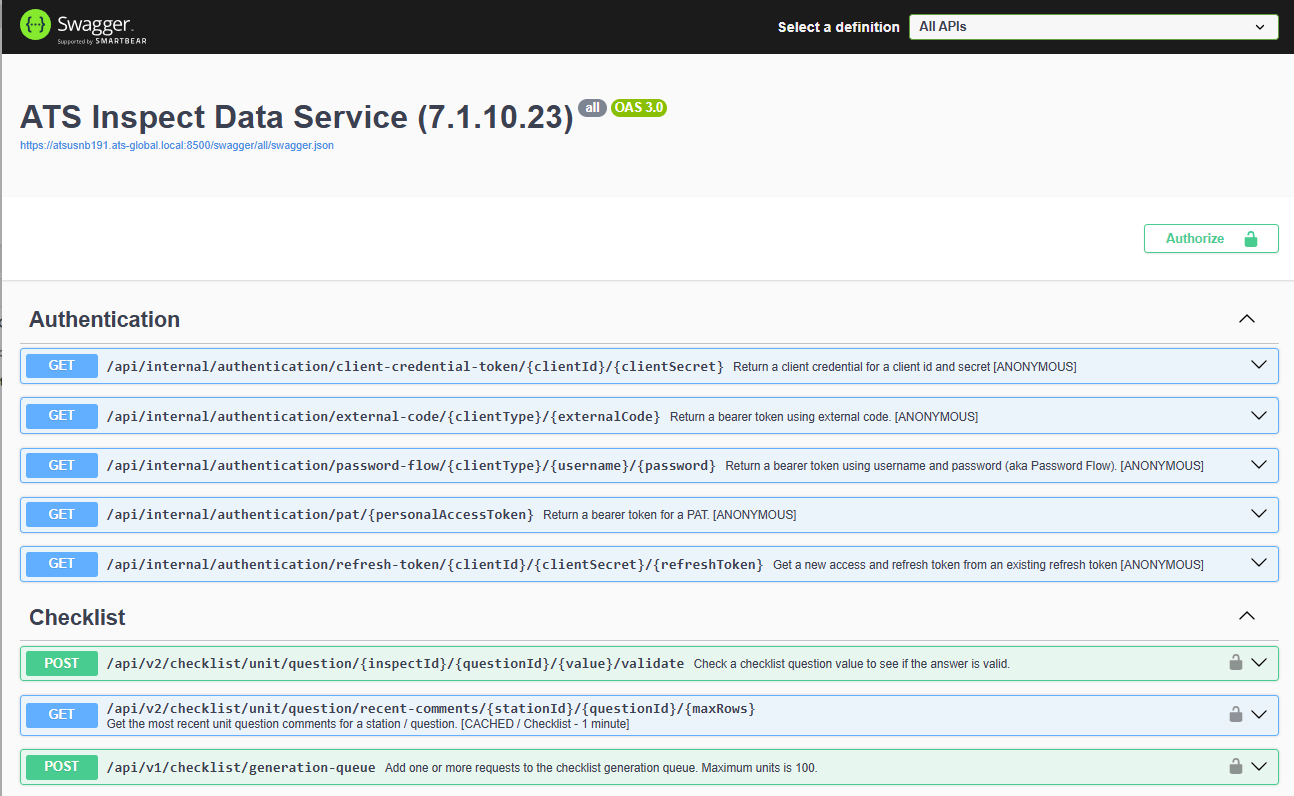 Swagger
Supported by SMARTBEAR
Select a definition
All APIs
ATS Inspect Data Service (7.1.10.23) all OAS 3.0
https://atsusnb191.ats-global.local:8500/swagger/all/swagger.json
Authorize
Authentication
GET /api/internal/authentication/client-credential-token/{clientId}/{clientSecret} Return a client credential for a client id and secret [ANONYMOUS]
GET /api/internal/authentication/external-code/{clientType}/{externalCode} Return a bearer token using external code. [ANONYMOUS]
GET /api/internal/authentication/password-flow/{clientType}/{username}/{password} Return a bearer token using username and password (aka Password Flow). [ANONYMOUS]
GET /api/internal/authentication/pat/{personalAccessToken} Return a bearer token for a PAT. [ANONYMOUS]
GET /api/internal/authentication/refresh-token/{clientId}/{clientSecret}/{refreshToken} Get a new access and refresh token from an existing refresh token [ANONYMOUS]
Checklist
POST /api/v2/checklist/unit/question/{inspectId}/{questionId}/{value}/validate Check a checklist question value to see if the answer is valid.
GET /api/v2/checklist/unit/question/recent-comments/{stationId}/{questionId}/{maxRows}
Get the most recent unit question comments for a station / question. [CACHED / Checklist - 1 minute]
POST /api/v1/checklist/generation-queue Add one or more requests to the checklist generation queue. Maximum units is 100.